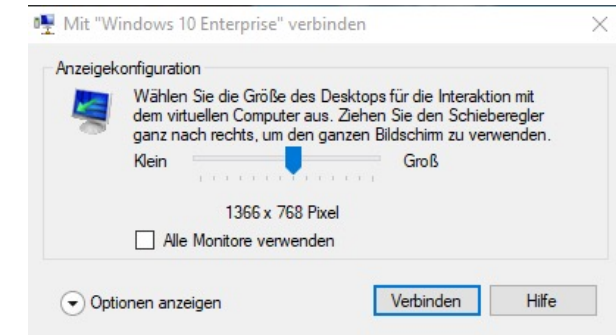 Mit "Windows 10 Enterprise" verbinden
Anzeigekonfiguration
Wählen Sie die Größe des Desktops für die Interaktion mit
dem virtuellen Computer aus. Ziehen Sie den Schieberegler
ganz nach rechts, um den ganzen Bildschirm zu verwenden.
Klein Groß
1366 x 768 Pixel
Alle Monitore verwenden
Optionen anzeigen Verbinden Hilfe